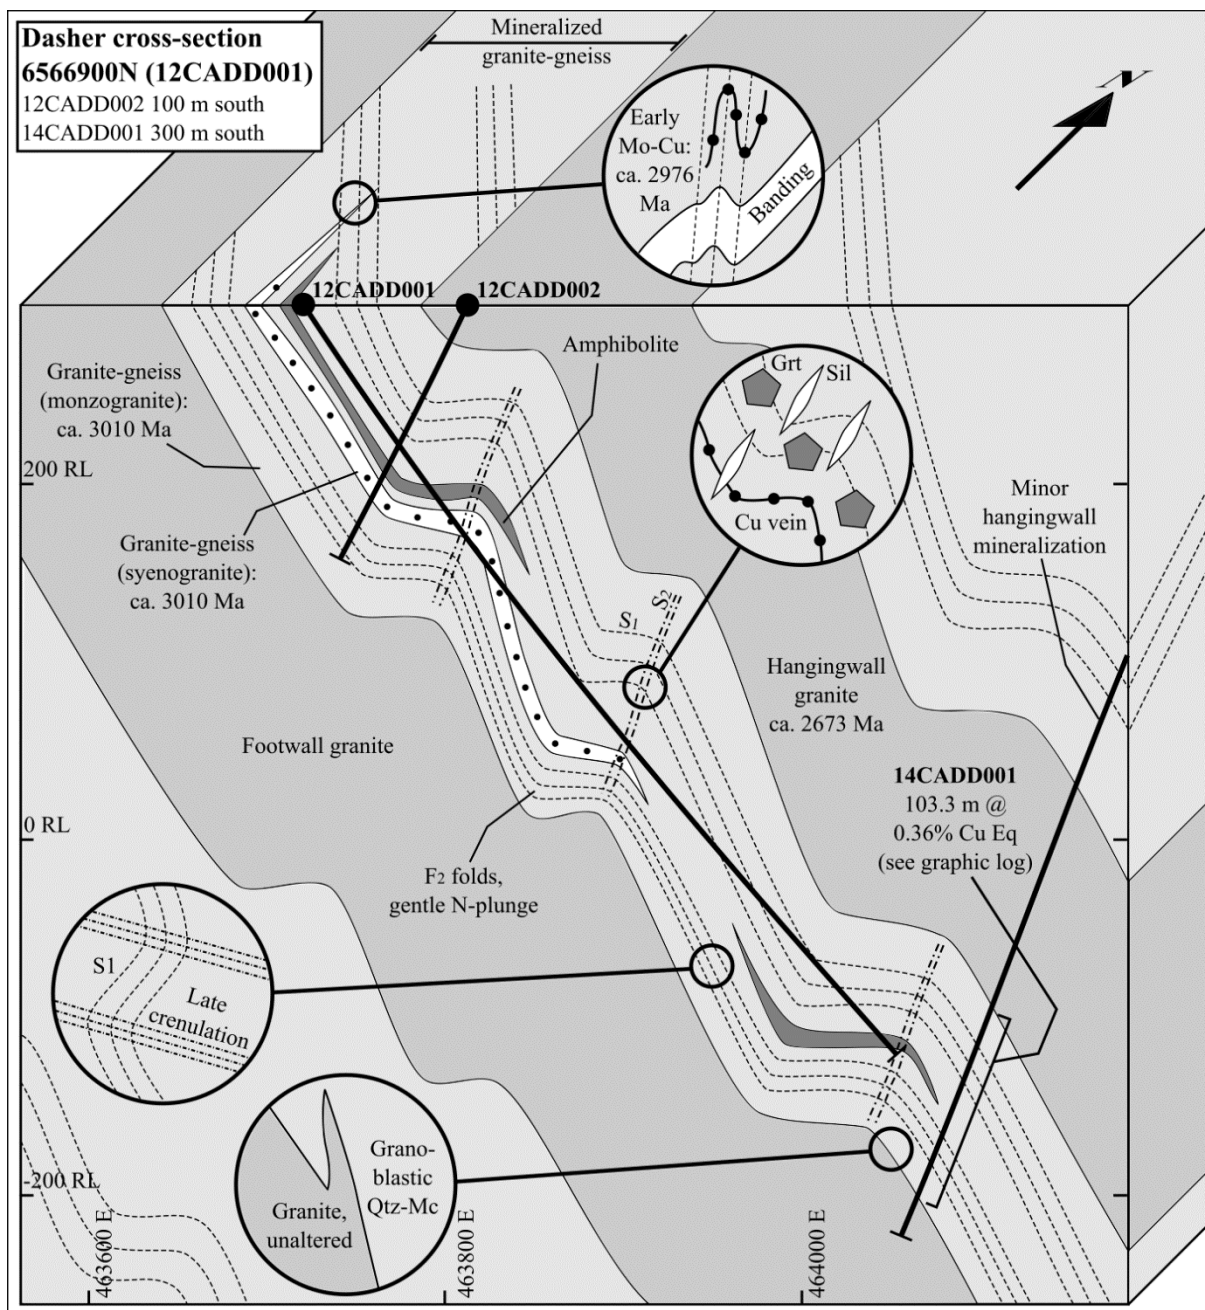 Dasher cross-section
6566900N (12CADD001)
12CADD002 100 m south
14CADD001 300 m south
Mineralized
granite-gneiss
N
Early
Mo-Cu:
ca. 2976
Ma
Banding
12CADD001
12CADD002
Granite-gneiss
(monzogranite):
ca. 3010 Ma
Amphibolite
Grt
Sil
Cu vein
200 RL
Granite-gneiss
(syenogranite):
ca. 3010 Ma
Minor
hangingwall
mineralization
S1
S2
Hangingwall
granite
ca. 2673 Ma
Footwall granite
14CADD001
103.3 m @
0.36% Cu Eq
(see graphic log)
0 RL
F2 folds,
gentle N-plunge
S1
Late
crenulation
Grano-
blastic
Qtz-Mc
Granite,
unaltered
-200 RL
463600 E
463800 E
464000 E